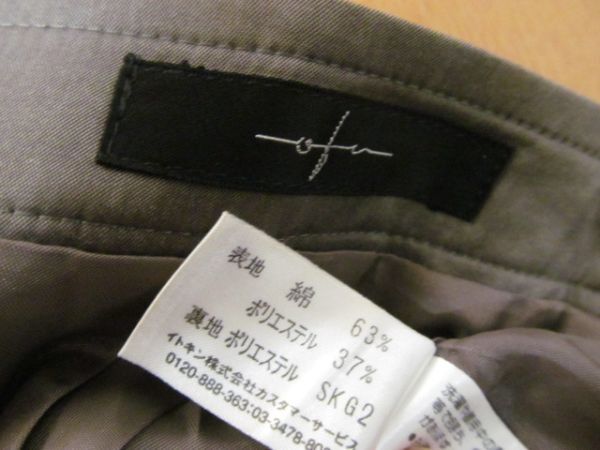 ofu
表地 綿 63%
ポリエステル 37%
裏地 ポリエステル SKG2
イトキン株式会社カスタマーサービス
0120-888-363:03-3478-808